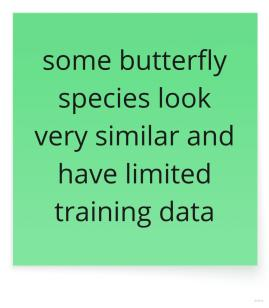 some butterfly
species look
very similar and
have limited
training data